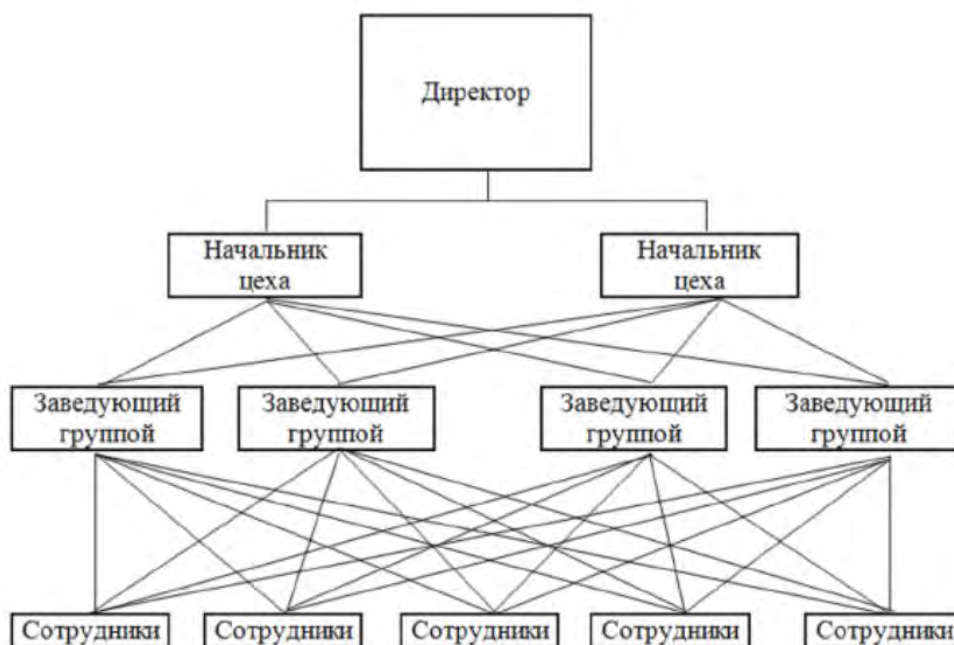 Директор
Начальник
цеха
Начальник
цеха
Заведующий
группой
Заведующий
группой
Заведующий
группой
Заведующий
группой
Сотрудники
Сотрудники
Сотрудники
Сотрудники
Сотрудники